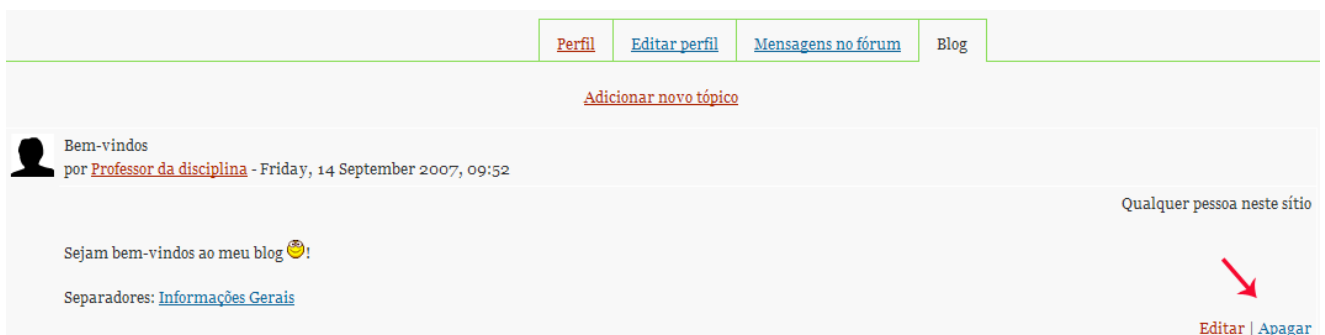 Perfil Editar perfil Mensagens no fórum Blog
Adicionar novo tópico
Bem-vindos
por Professor da disciplina - Friday, 14 September 2007, 09:52
Qualquer pessoa neste sítio
Sejam bem-vindos ao meu blog !
Separadores: Informações Gerais
Editar | Apagar